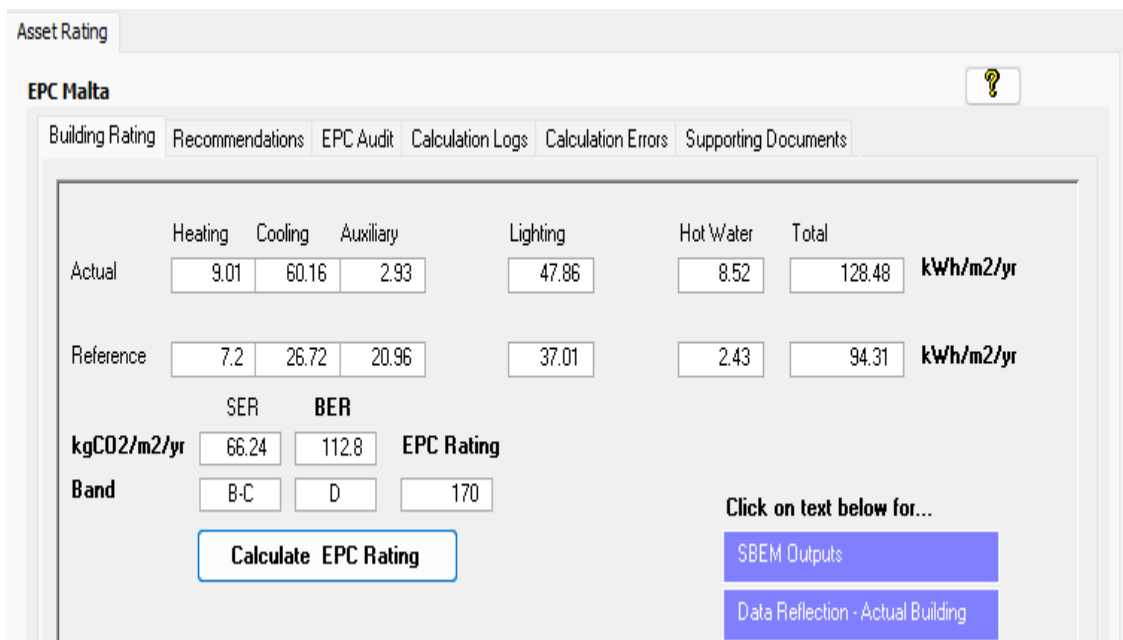 Asset Rating
EPC Malta
?
Building Rating Recommendations EPC Audit Calculation Logs Calculation Errors Supporting Documents
Heating Cooling Auxiliary Lighting Hot Water Total
Actual 9.01 60.16 2.93 47.86 8.52 128.48 kWh/m2/yr
Reference 7.2 26.72 20.96 37.01 2.43 94.31 kWh/m2/yr
SER BER
kgCO2/m2/yr 66.24 112.8 EPC Rating
Band B-C D 170
Click on text below for...
Calculate EPC Rating
SBEM Outputs
Data Reflection - Actual Building